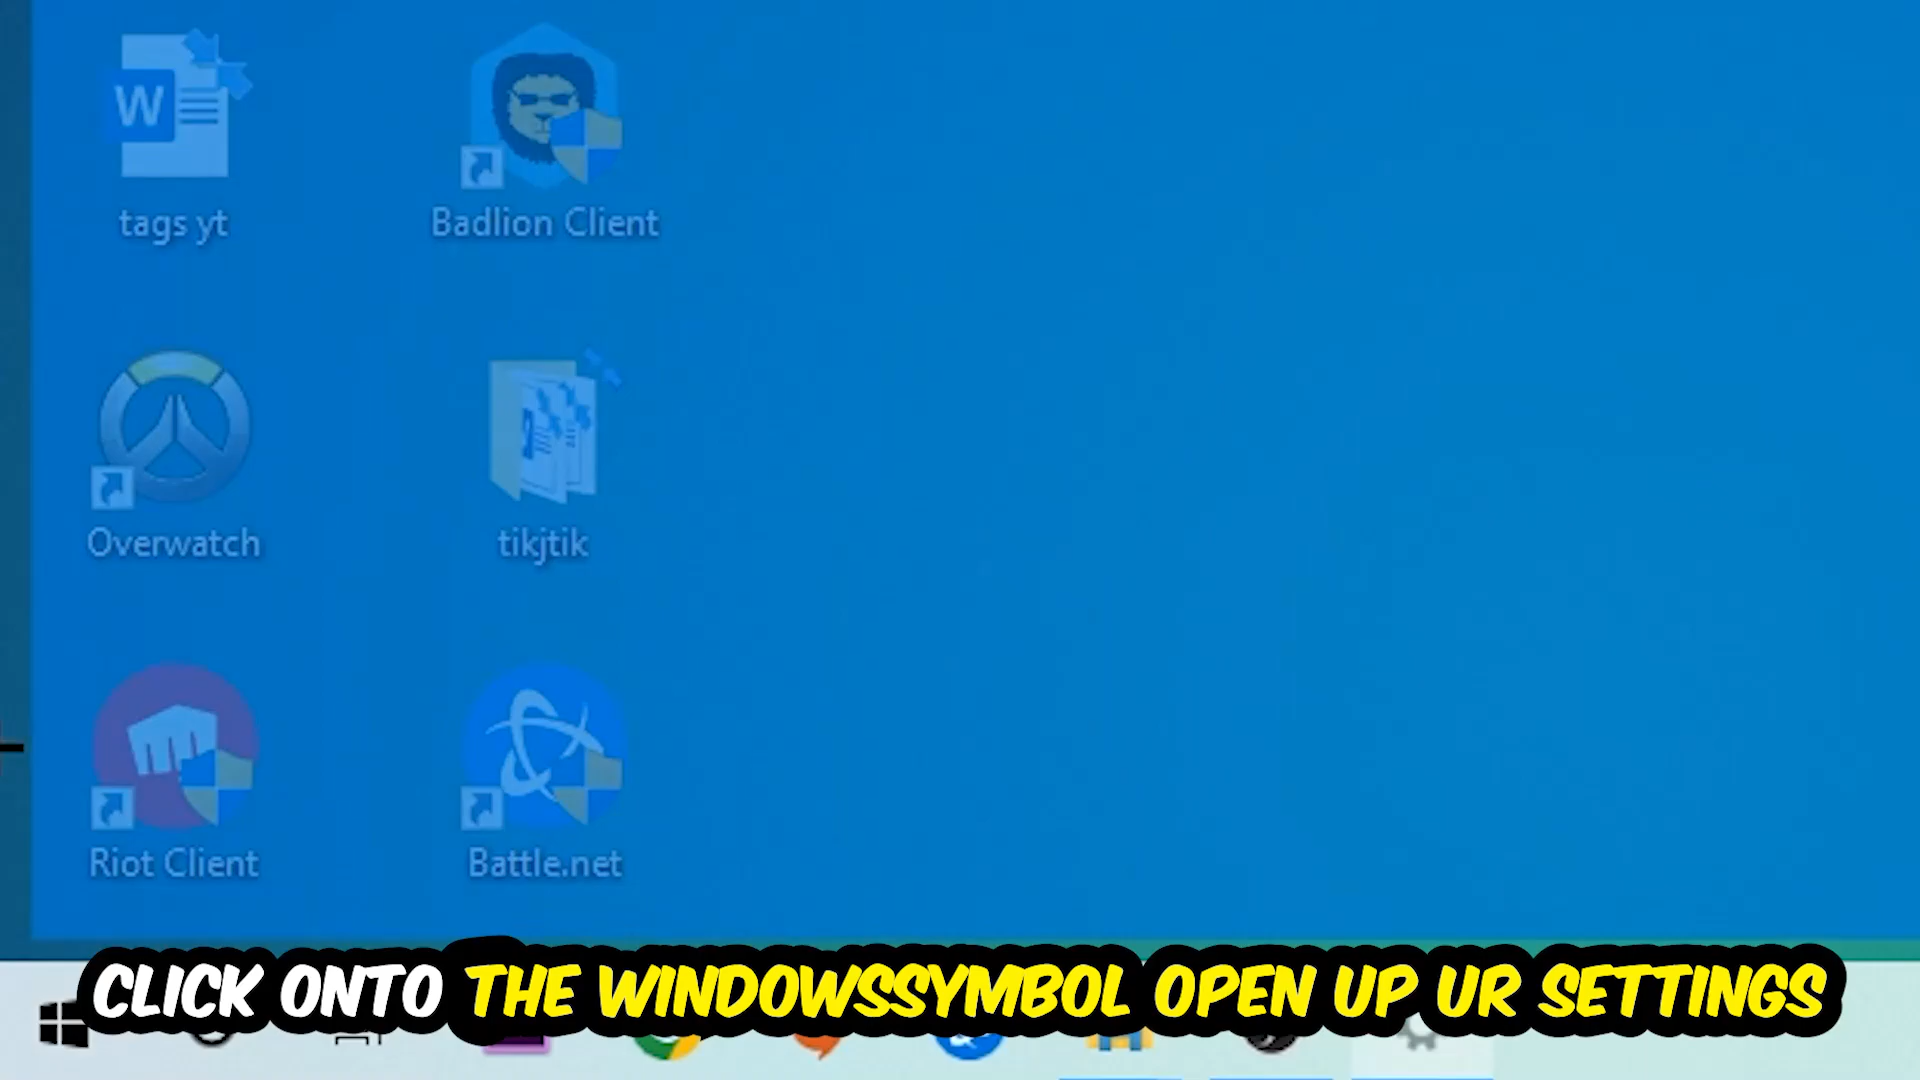 W
tags yt
Badlion Client
Overwatch
tikjtik
Riot Client
Battle.net
CLICK ONTO THE WINDOWSSYMBOL OPEN UP UR SETTINGS